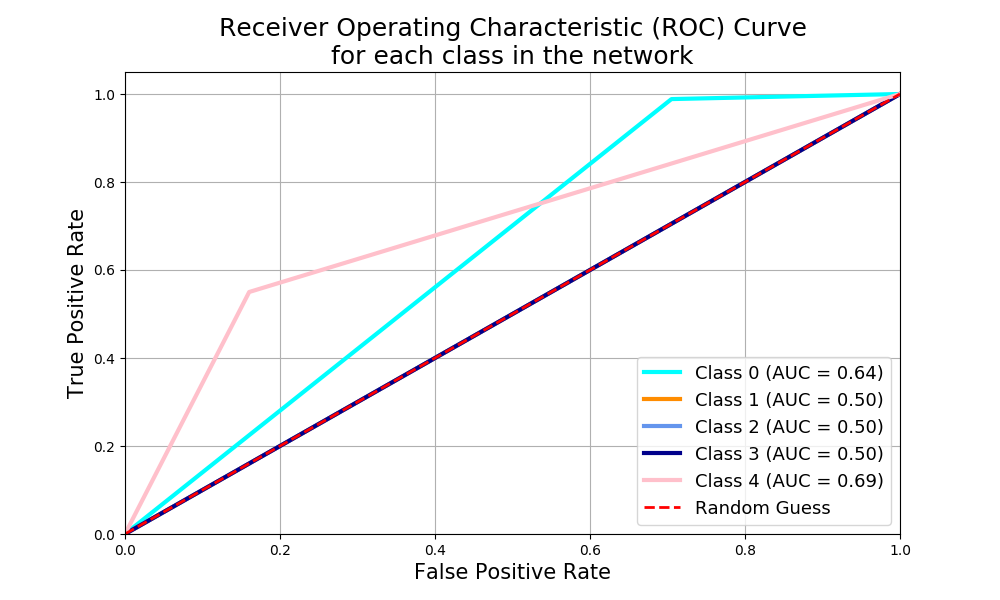 Receiver Operating Characteristic (ROC) Curve
for each class in the network
1.0
0.8
0.6
0.4
0.2
0.0
True Positive Rate
0.0 0.2 0.4 0.6 0.8 1.0
False Positive Rate
Class 0 (AUC = 0.64)
Class 1 (AUC = 0.50)
Class 2 (AUC = 0.50)
Class 3 (AUC = 0.50)
Class 4 (AUC = 0.69)
Random Guess